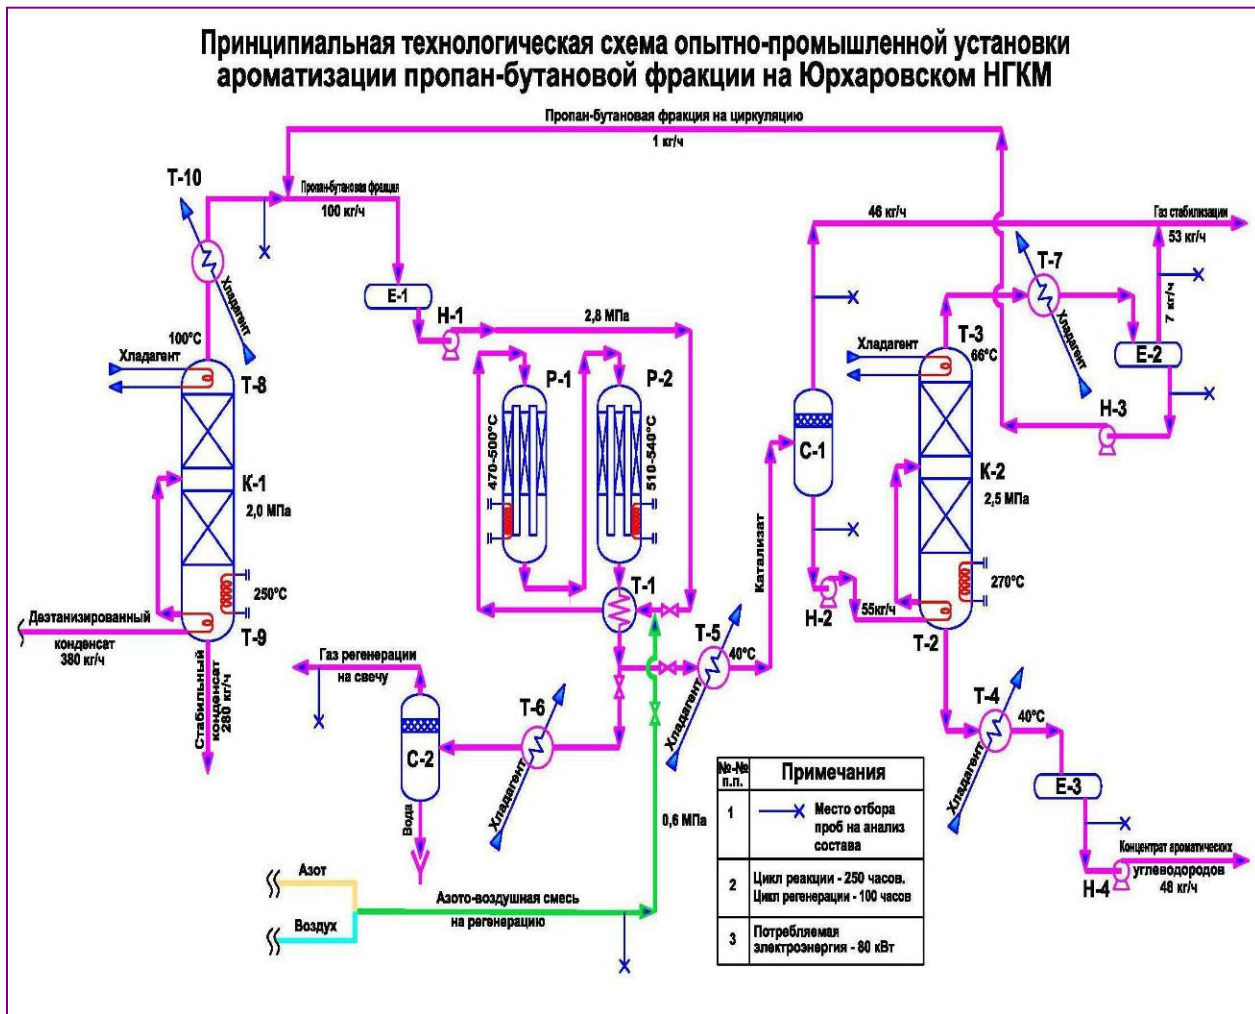 Принципиальная технологическая схема опытно-промышленной установки
ароматизации пропан-бутановой фракции на Юрхаровском НГКМ
Пропан-бутановая фракция на циркуляцию
1 кг/ч
Т-10
Пропан-бутановая фракция
100 кг/ч
46 кг/ч
Газ стабилизации
53 кг/ч
Т-7
Хладагент
Е-1
Н-1
2,8 МПа
7 кг/ч
100°С
Хладагент
Хладагент
Т-3
66°С
Хладагент
Е-2
Т-8
Р-1
Р-2
Н-3
470-500°С
510-540°С
С-1
К-1
2,0 МПа
К-2
2,5 МПа
Катализат
250°С
270°С
Т-1
Н-2
55кг/ч
Деэтанизированный
конденсат
380 кг/ч
Т-9
Т-5
40°С
Т-2
Газ регенерации
на свечу
Стабильный
конденсат
280 кг/ч
Т-6
Хладагент
Т-4
40°С
С-2
Хладагент
Хладагент
Е-3
Вода
0,6 МПа
№-№
п.п.
Примечания
1
Место отбора
проб на анализ
состава
2
Цикл реакции - 250 часов.
Цикл регенерации - 100 часов
3
Потребляемая
электроэнергия - 80 кВт
Концентрат ароматических
углеводородов
48 кг/ч
Н-4
Азот
Воздух
Азото-воздушная смесь
на регенерацию